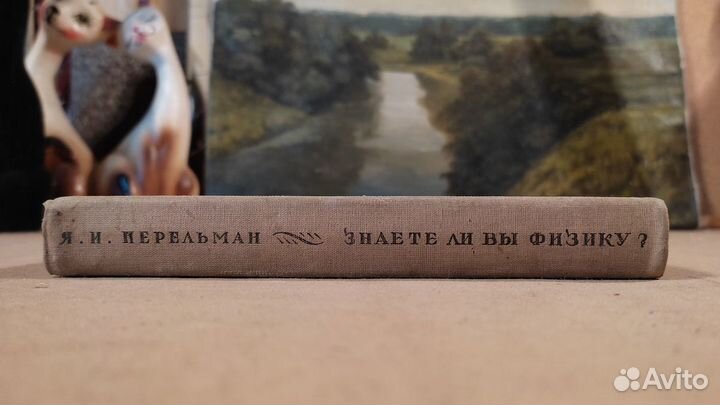 Я. И. ПЕРЕЛЬМАН ЗНАЕТЕ ЛИ ВЫ ФИЗИКУ?
Avito